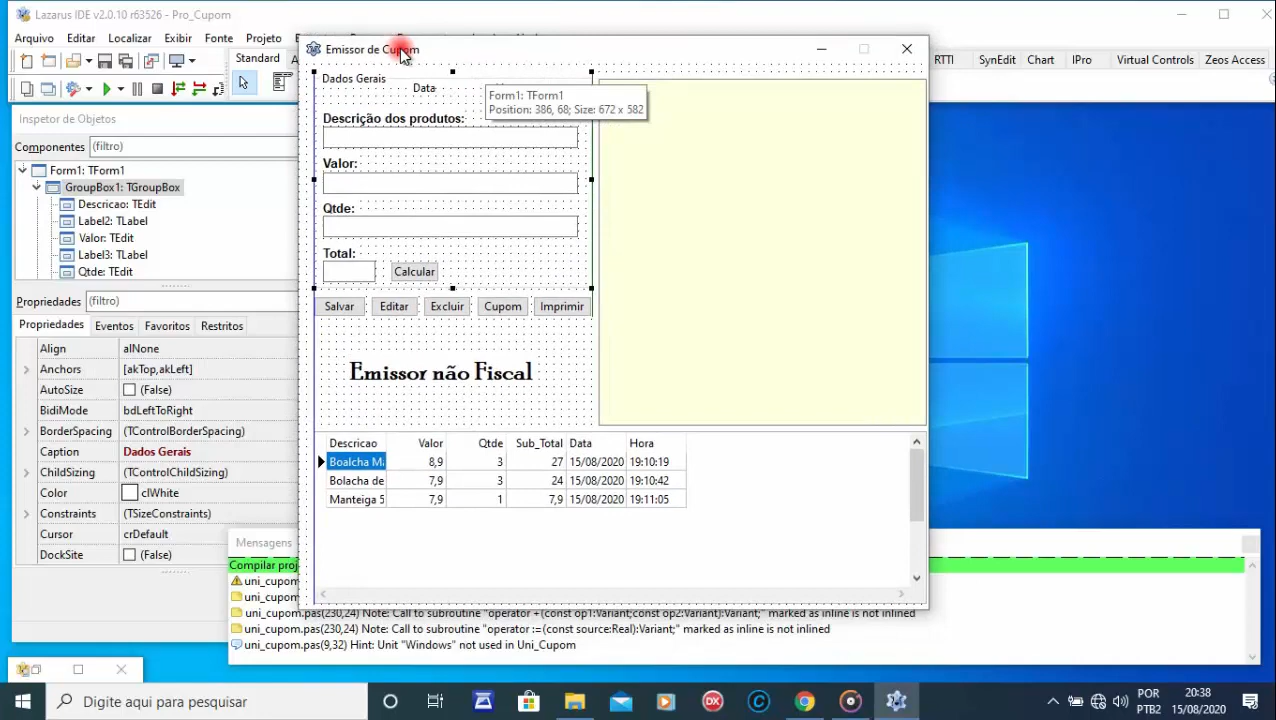 Lazarus IDE v2.0.10 r63526 - Pro_Cupom
Arquivo Editar Localizar Exibir Fonte Projeto
Standard
RTTI SynEdit Chart IPro Virtual Controls Zeos Access
Inspetor de Objetos
Componentes (filtro)
Form1: TForm1
GroupBox1: TGroupBox
Descricao: TEdit
Label2: TLabel
Valor: TEdit
Label3: TLabel
Qtde: TEdit
Propriedades (filtro)
Propriedades Eventos Favoritos Restritos
Align alNone
Anchors [akTop,akLeft]
AutoSize (False)
BidiMode bdLeftToRight
BorderSpacing (TControlBorderSpacing)
Caption Dados Gerais
ChildSizing (TControlChildSizing)
Color clWhite
Constraints (TSizeConstraints)
Cursor crDefault
DockSite (False)
Emissor de Cupom
Dados Gerais
Data
Form1: TForm1
Position: 386, 68; Size: 672 x 582
Descrição dos produtos:
Valor:
Qtde:
Total:
Calcular
Salvar Editar Excluir Cupom Imprimir
Emissor não Fiscal
Descricao Valor Qtde Sub_Total Data Hora
Boalcha Ma 8,9 3 27 15/08/2020 19:10:19
Bolacha de 7,9 3 24 15/08/2020 19:10:42
Manteiga 5 7,9 1 7,9 15/08/2020 19:11:05
Mensagens
Compilar proj
uni_cupom
uni_cupom
uni_cupom.pas(230,24) Note: Call to subroutine "operator +(const op1:Variant;const op2:Variant):Variant;" marked as inline is not inlined
uni_cupom.pas(230,24) Note: Call to subroutine "operator :=(const source:Real):Variant;" marked as inline is not inlined
uni_cupom.pas(9,32) Hint: Unit "Windows" not used in Uni_Cupom
Digite aqui para pesquisar
DX
POR
PTB2
20:38
15/08/2020